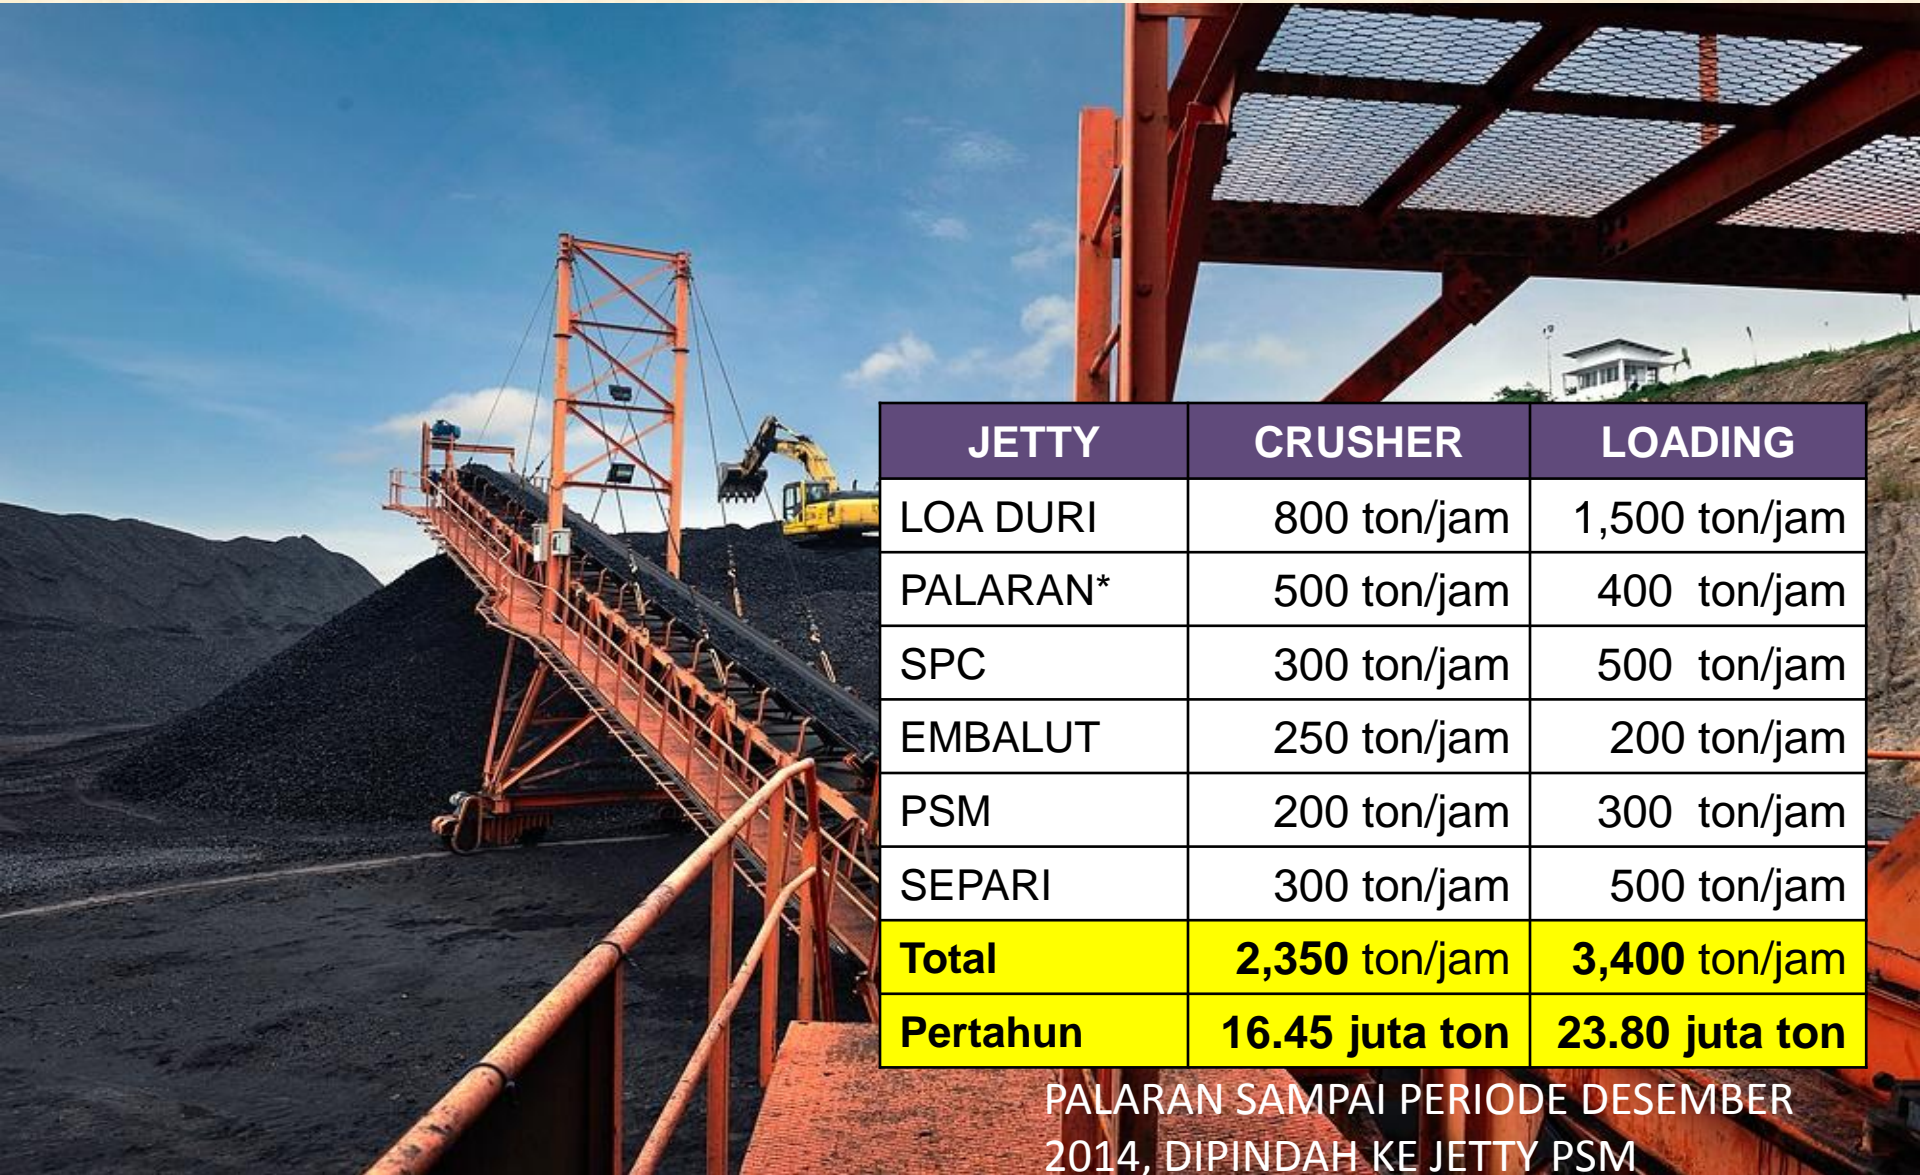 JETTY CRUSHER LOADING
LOA DURI 800 ton/jam 1,500 ton/jam
PALARAN* 500 ton/jam 400 ton/jam
SPC 300 ton/jam 500 ton/jam
EMBALUT 250 ton/jam 200 ton/jam
PSM 200 ton/jam 300 ton/jam
SEPARI 300 ton/jam 500 ton/jam
Total 2,350 ton/jam 3,400 ton/jam
Pertahun 16.45 juta ton 23.80 juta ton
PALARAN SAMPAI PERIODE DESEMBER
2014, DIPINDAH KE JETTY PSM